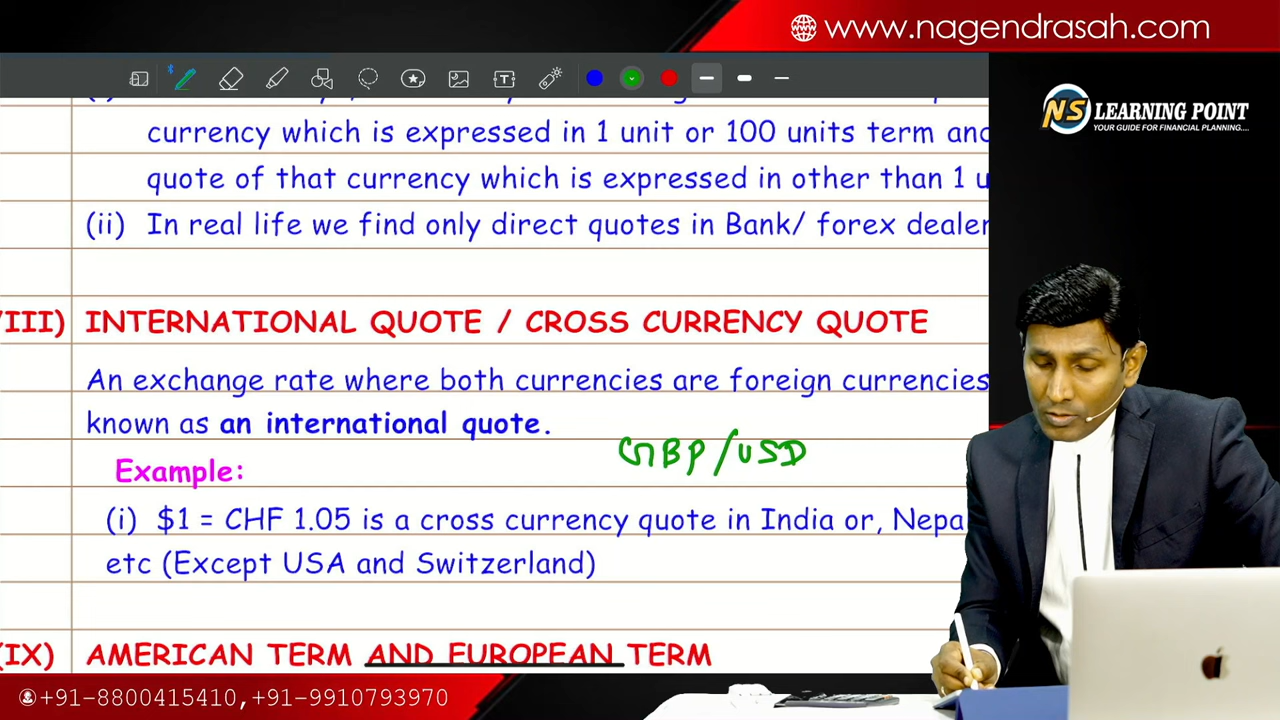 www.nagendrasah.com
NS LEARNING POINT
YOUR GUIDE FOR FINANCIAL PLANNING....
currency which is expressed in 1 unit or 100 units term and
quote of that currency which is expressed in other than 1 u
(ii) In real life we find only direct quotes in Bank/ forex dealer
VIII) INTERNATIONAL QUOTE / CROSS CURRENCY QUOTE
An exchange rate where both currencies are foreign currencies
known as an international quote.
GBP/USD
Example:
(i) $1 = CHF 1.05 is a cross currency quote in India or, Nepa
etc (Except USA and Switzerland)
(IX) AMERICAN TERM AND EUROPEAN TERM
+91-8800415410,+91-9910793970